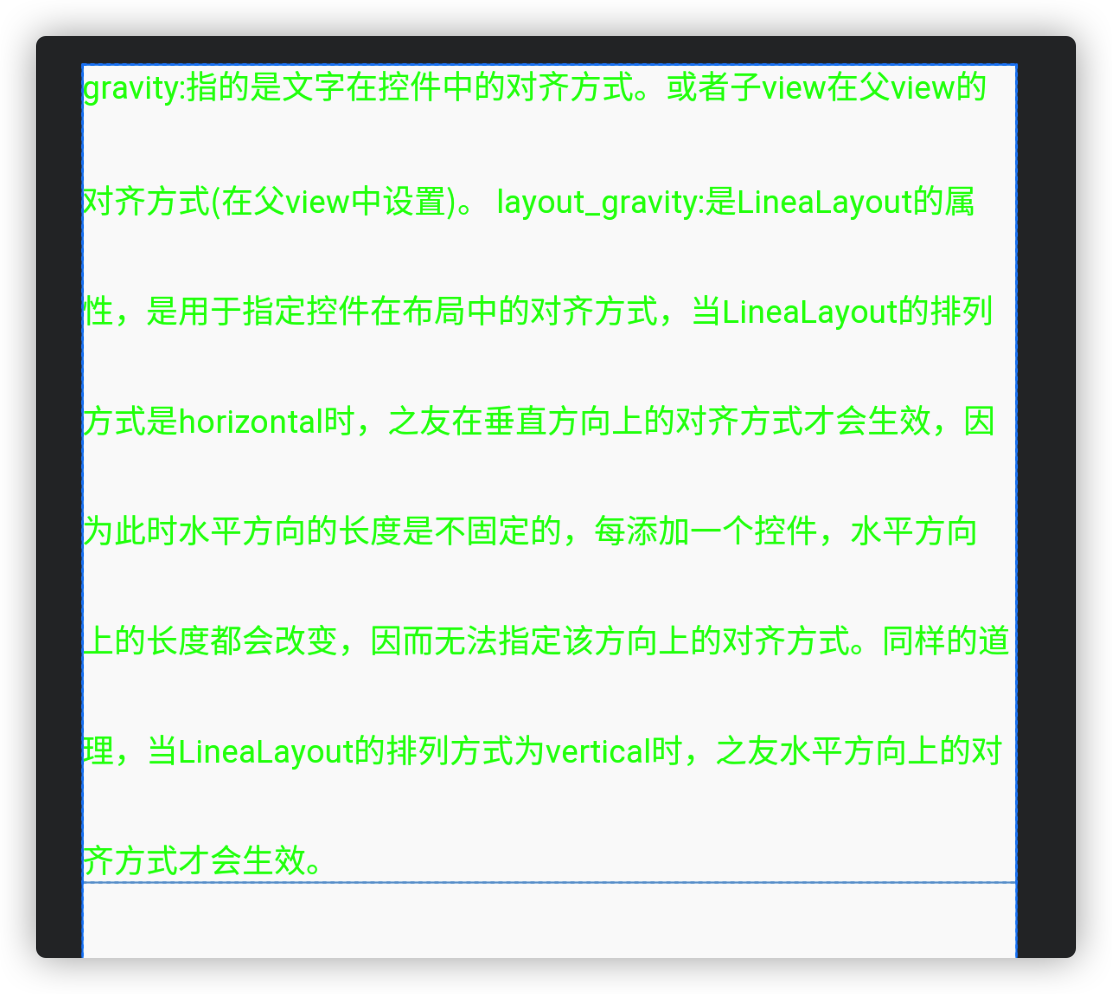 gravity:指的是文字在控件中的对齐方式。或者子view在父view的
对齐方式(在父view中设置)。 layout_gravity:是LineaLayout的属
性，是用于指定控件在布局中的对齐方式，当LineaLayout的排列
方式是horizontal时，之友在垂直方向上的对齐方式才会生效，因
为此时水平方向的长度是不固定的，每添加一个控件，水平方向
上的长度都会改变，因而无法指定该方向上的对齐方式。同样的道
理，当LineaLayout的排列方式为vertical时，之友水平方向上的对
齐方式才会生效。